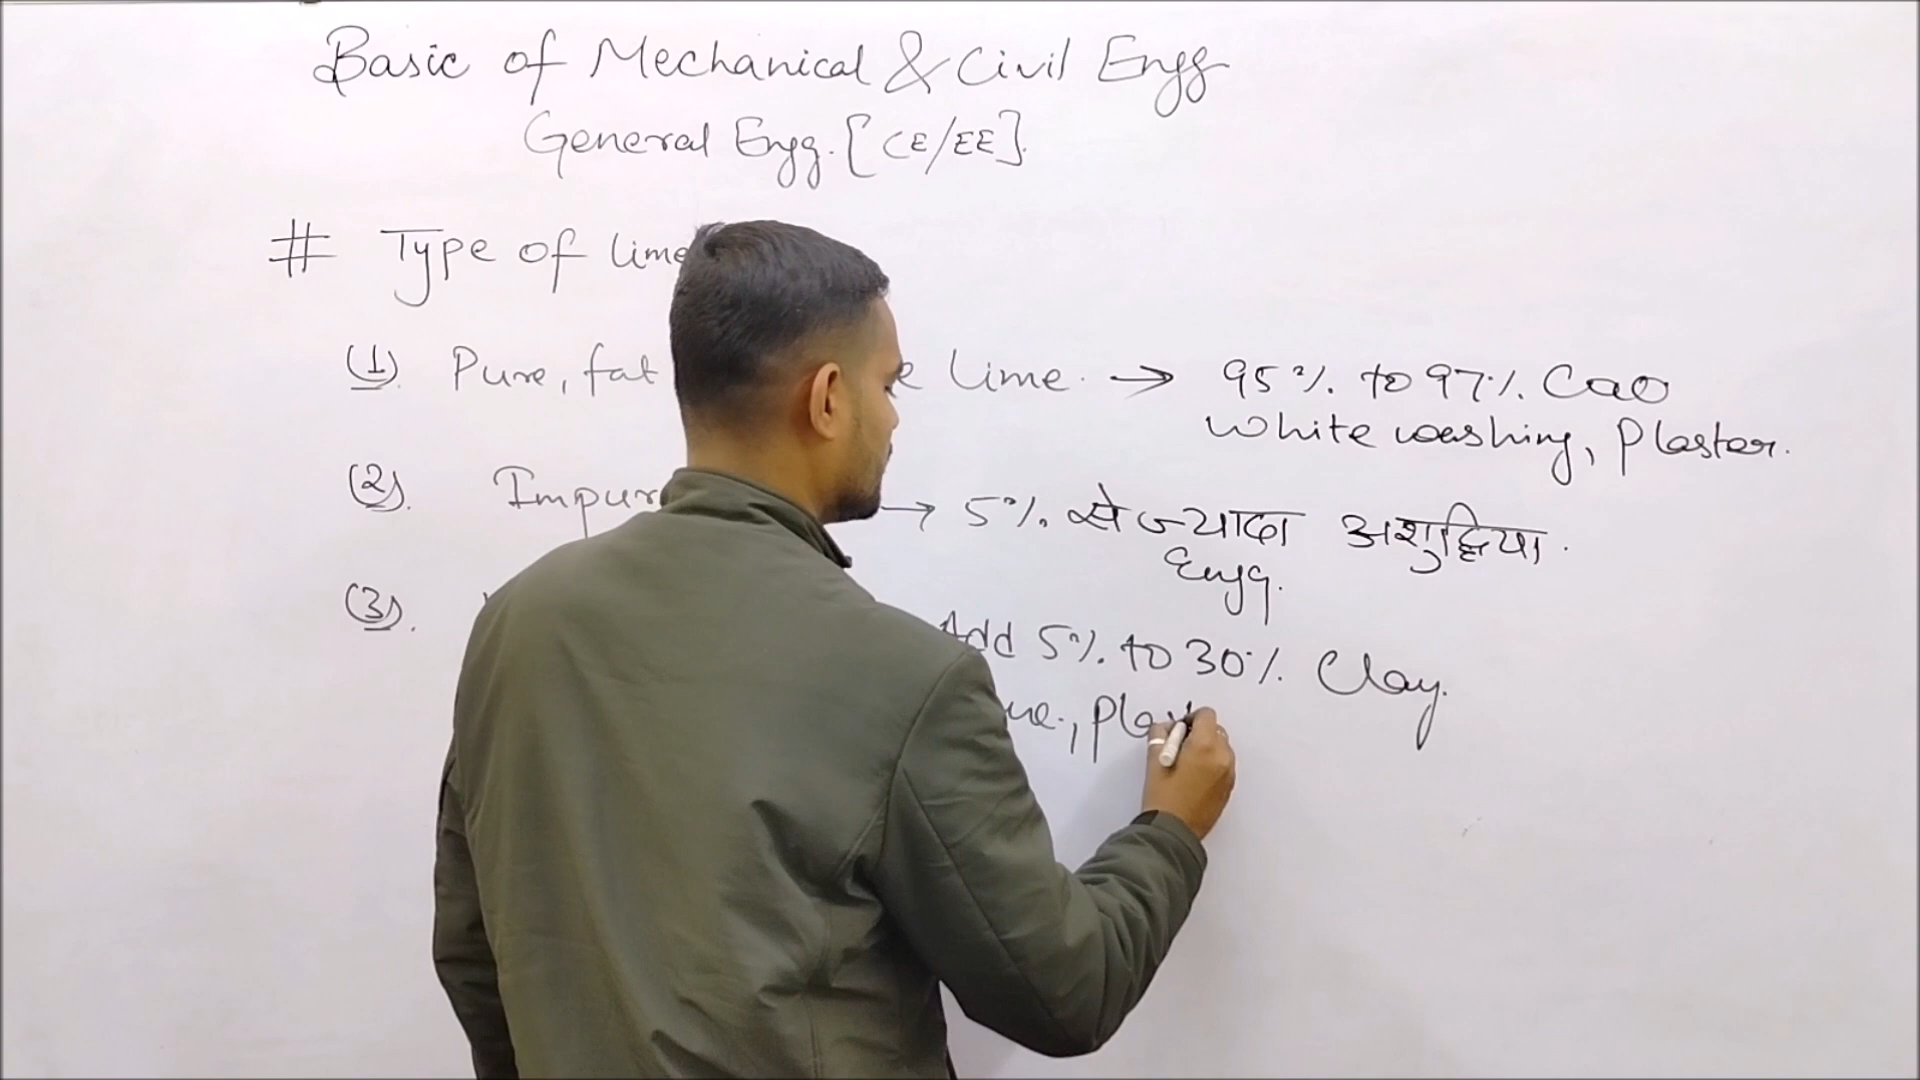 Basic of Mechanical & Civil Engg
General Engg. [CE/EE].
# Type of lime
(1) Pure, fat lime. → 95% to 97% CaO
white washing, Plaster.
(2). → 5% से ज्यादा अशुद्धिया.
Engg.
(3). Add 5% to 30% Clay.